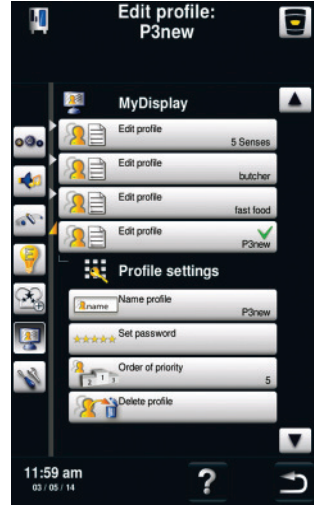 Edit profile:
P3new
MyDisplay
Edit profile
5 Senses
Edit profile
butcher
Edit profile
fast food
Edit profile
P3new
Profile settings
name
Name profile
P3new
Set password
Order of priority
2 1 3
5
Delete profile
11:59 am
03 / 05 / 14
?